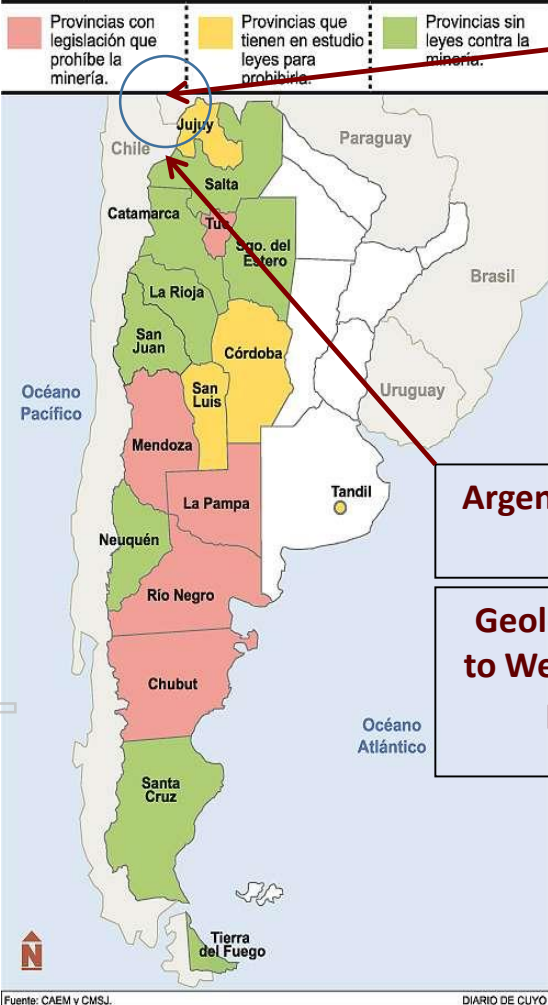 Provincias con
legislación que
prohíbe la
minería.
Provincias que
tienen en estudio
leyes para
prohibirla.
Provincias sin
leyes contra la
minería.
Jujuy
Paraguay
Chile
Salta
Catamarca
Tuc
Sgo. del
Estero
Brasil
La Rioja
San
Juan
Córdoba
Océano
Pacífico
San
Luis
Uruguay
Mendoza
La Pampa
Tandil
Argen
Neuquén
Río Negro
Geol
to We
Chubut
Océano
Atlántico
Santa
Cruz
N
Tierra
del Fuego
Fuente: CAEM y CMSJ.
DIARIO DE CUYO